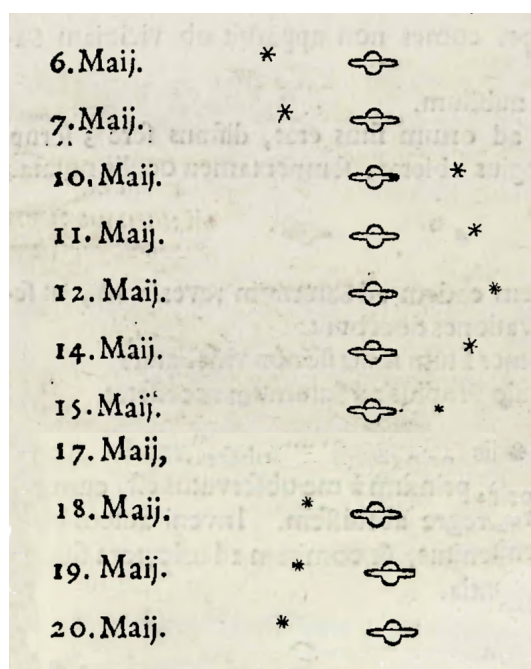 6. Maij.
7. Maij.
10. Maij.
11. Maij.
12. Maij.
14. Maij.
15. Maij.
17. Maij,
18. Maij.
19. Maij.
20. Maij.